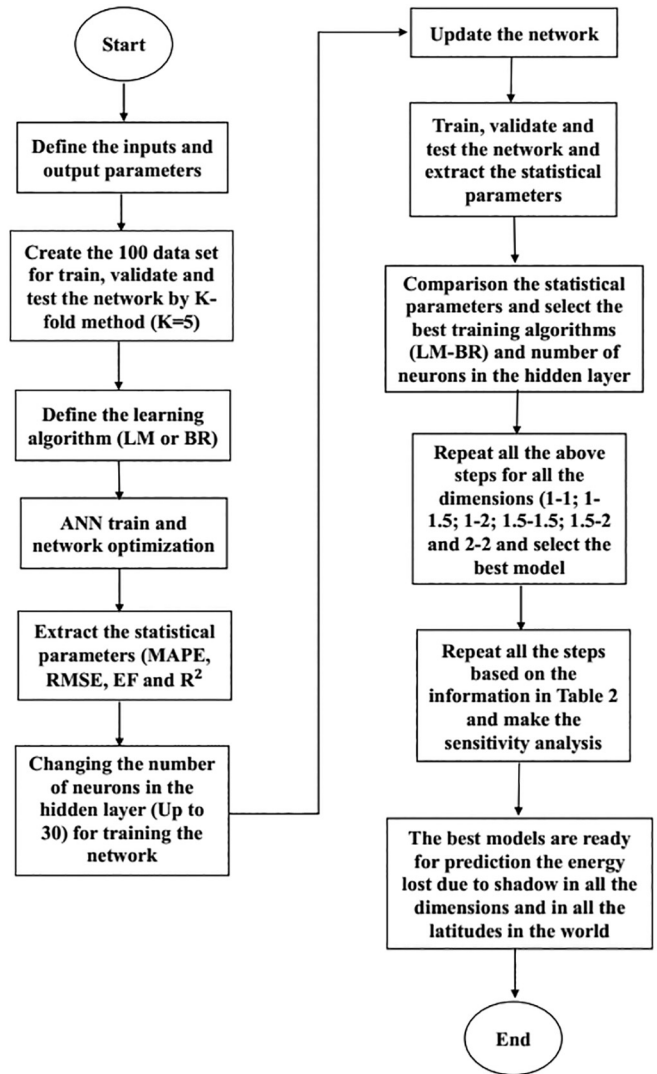 Start
Define the inputs and
output parameters
Create the 100 data set
for train, validate and
test the network by K-
fold method (K=5)
Define the learning
algorithm (LM or BR)
ANN train and
network optimization
Extract the statistical
parameters (MAPE,
RMSE, EF and R²
Changing the number
of neurons in the
hidden layer (Up to
30) for training the
network
Update the network
Train, validate and
test the network and
extract the statistical
parameters
Comparison the statistical
parameters and select the
best training algorithms
(LM-BR) and number of
neurons in the hidden layer
Repeat all the above
steps for all the
dimensions (1-1; 1-
1.5; 1-2; 1.5-1.5; 1.5-2
and 2-2 and select the
best model
Repeat all the steps
based on the
information in Table 2
and make the
sensitivity analysis
The best models are ready
for prediction the energy
lost due to shadow in all the
dimensions and in all the
latitudes in the world
End